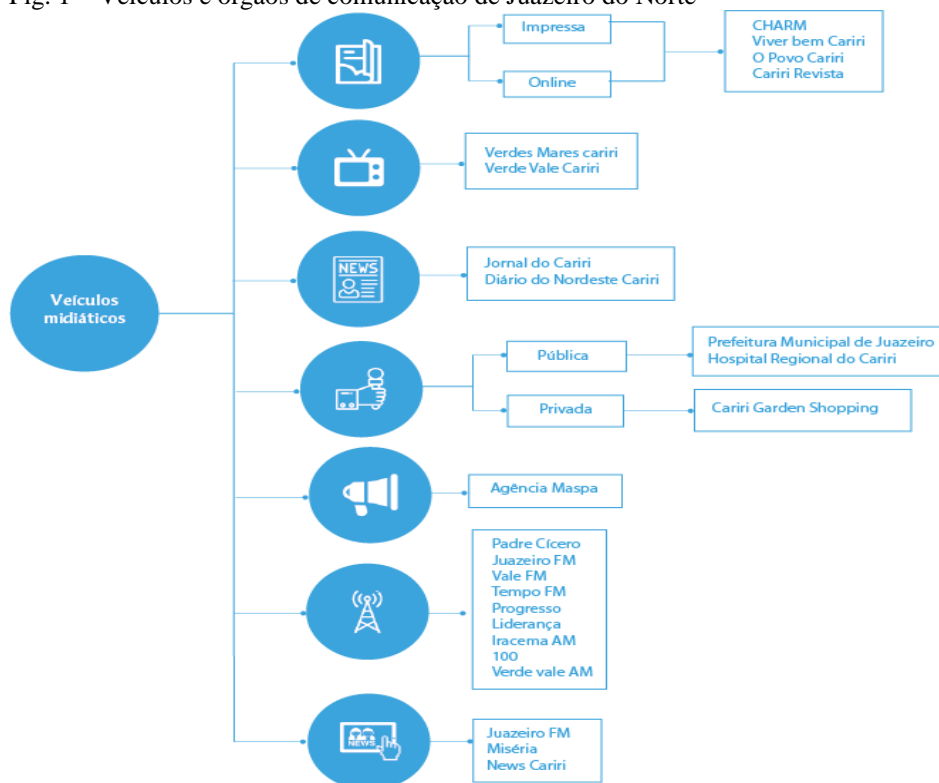 Fig. 1 – Veículos e órgãos de comunicação de Juazeiro do Norte
Impressa
Online
CHARM
Viver bem Cariri
O Povo Cariri
Cariri Revista
Verdes Mares cariri
Verde Vale Cariri
NEWS
Jornal do Cariri
Diário do Nordeste Cariri
Veículos
midiáticos
Pública
Prefeitura Municipal de Juazeiro
Hospital Regional do Cariri
Privada
Cariri Garden Shopping
Agência Maspa
Padre Cícero
Juazeiro FM
Vale FM
Tempo FM
Progresso
Liderança
Iracema AM
100
Verde vale AM
NEWS
Juazeiro FM
Miséria
News Cariri